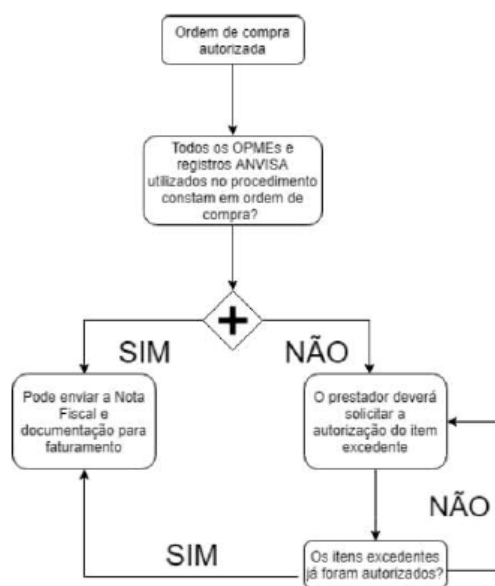 Ordem de compra
autorizada
Todos os OPMEs e
registros ANVISA
utilizados no procedimento
constam em ordem de
compra?
SIM
NÃO
Pode enviar a Nota
Fiscal e
documentação para
faturamento
O prestador deverá
solicitar a
autorização do item
excedente
NÃO
SIM
Os itens excedentes
já foram autorizados?